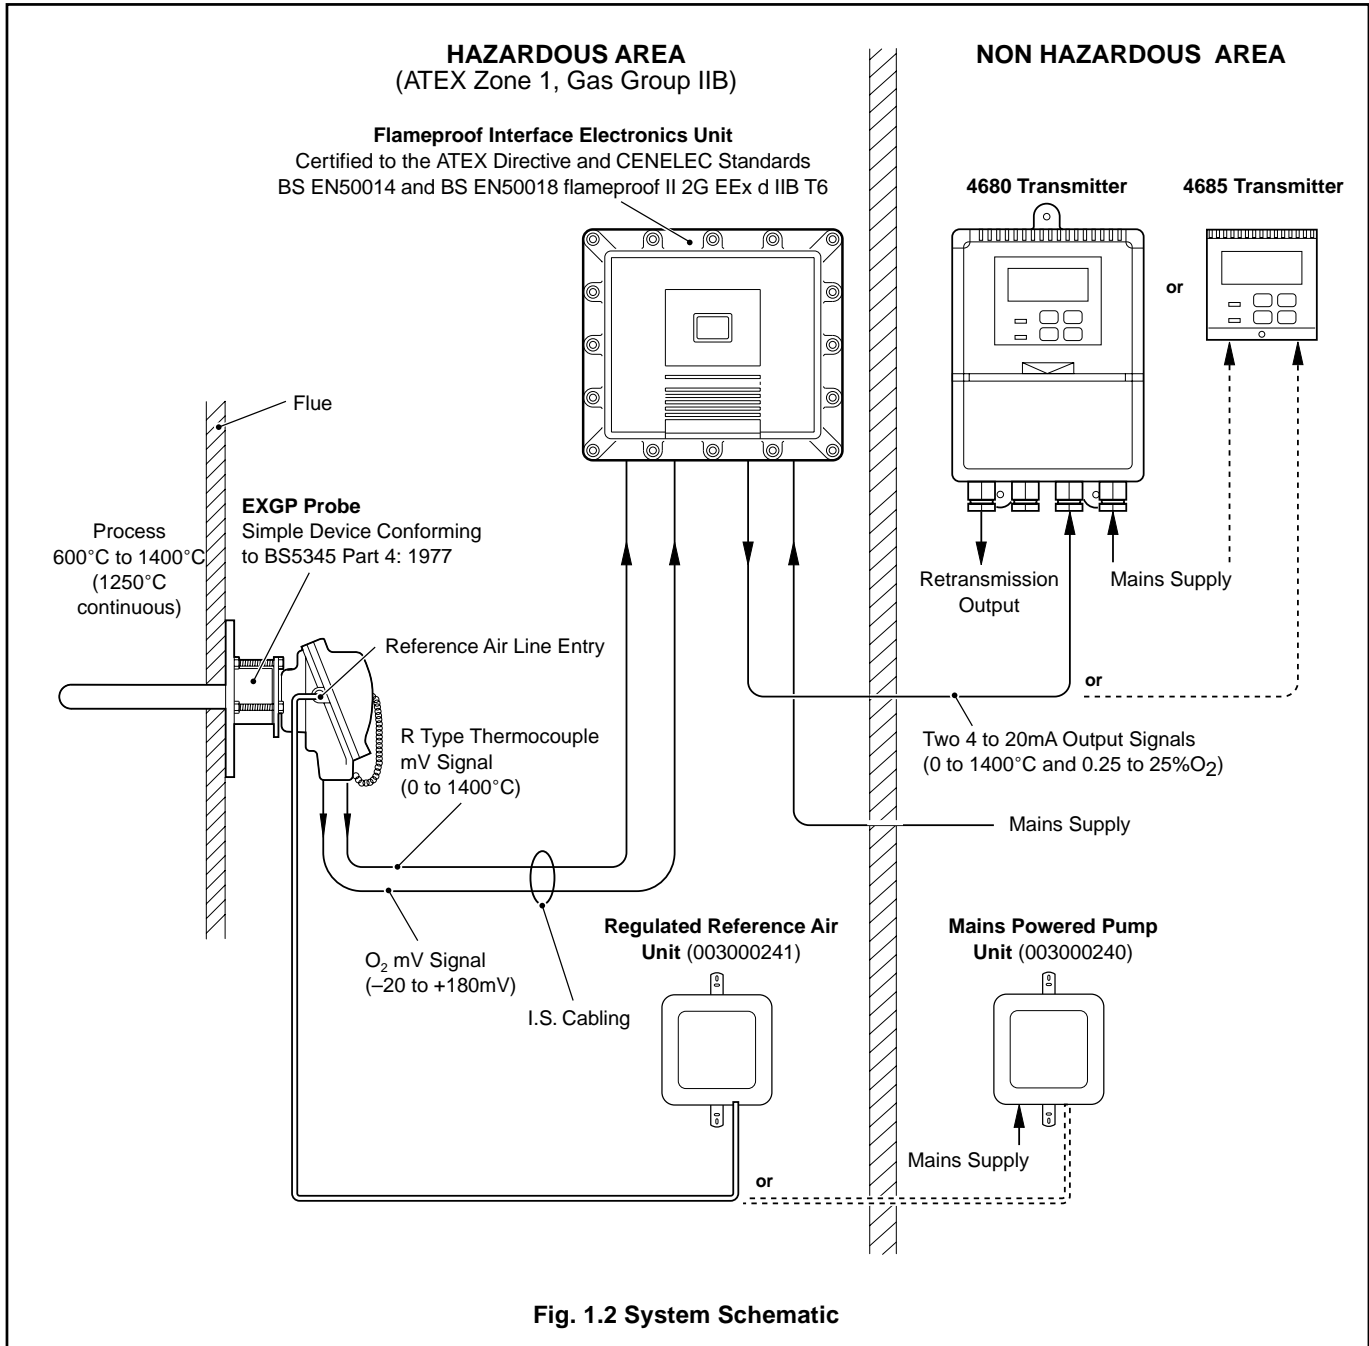 HAZARDOUS AREA
(ATEX Zone 1, Gas Group IIB)
NON HAZARDOUS AREA
Flameproof Interface Electronics Unit
Certified to the ATEX Directive and CENELEC Standards
BS EN50014 and BS EN50018 flameproof II 2G EEx d IIB T6
4680 Transmitter
4685 Transmitter
or
Flue
EXGP Probe
Simple Device Conforming
to BS5345 Part 4: 1977
Process
600°C to 1400°C
(1250°C
continuous)
Retransmission
Output
Mains Supply
Reference Air Line Entry
or
R Type Thermocouple
mV Signal
(0 to 1400°C)
Two 4 to 20mA Output Signals
(0 to 1400°C and 0.25 to 25%O2)
Mains Supply
O2 mV Signal
(–20 to +180mV)
I.S. Cabling
Regulated Reference Air
Unit (003000241)
Mains Powered Pump
Unit (003000240)
Mains Supply
or
Fig. 1.2 System Schematic